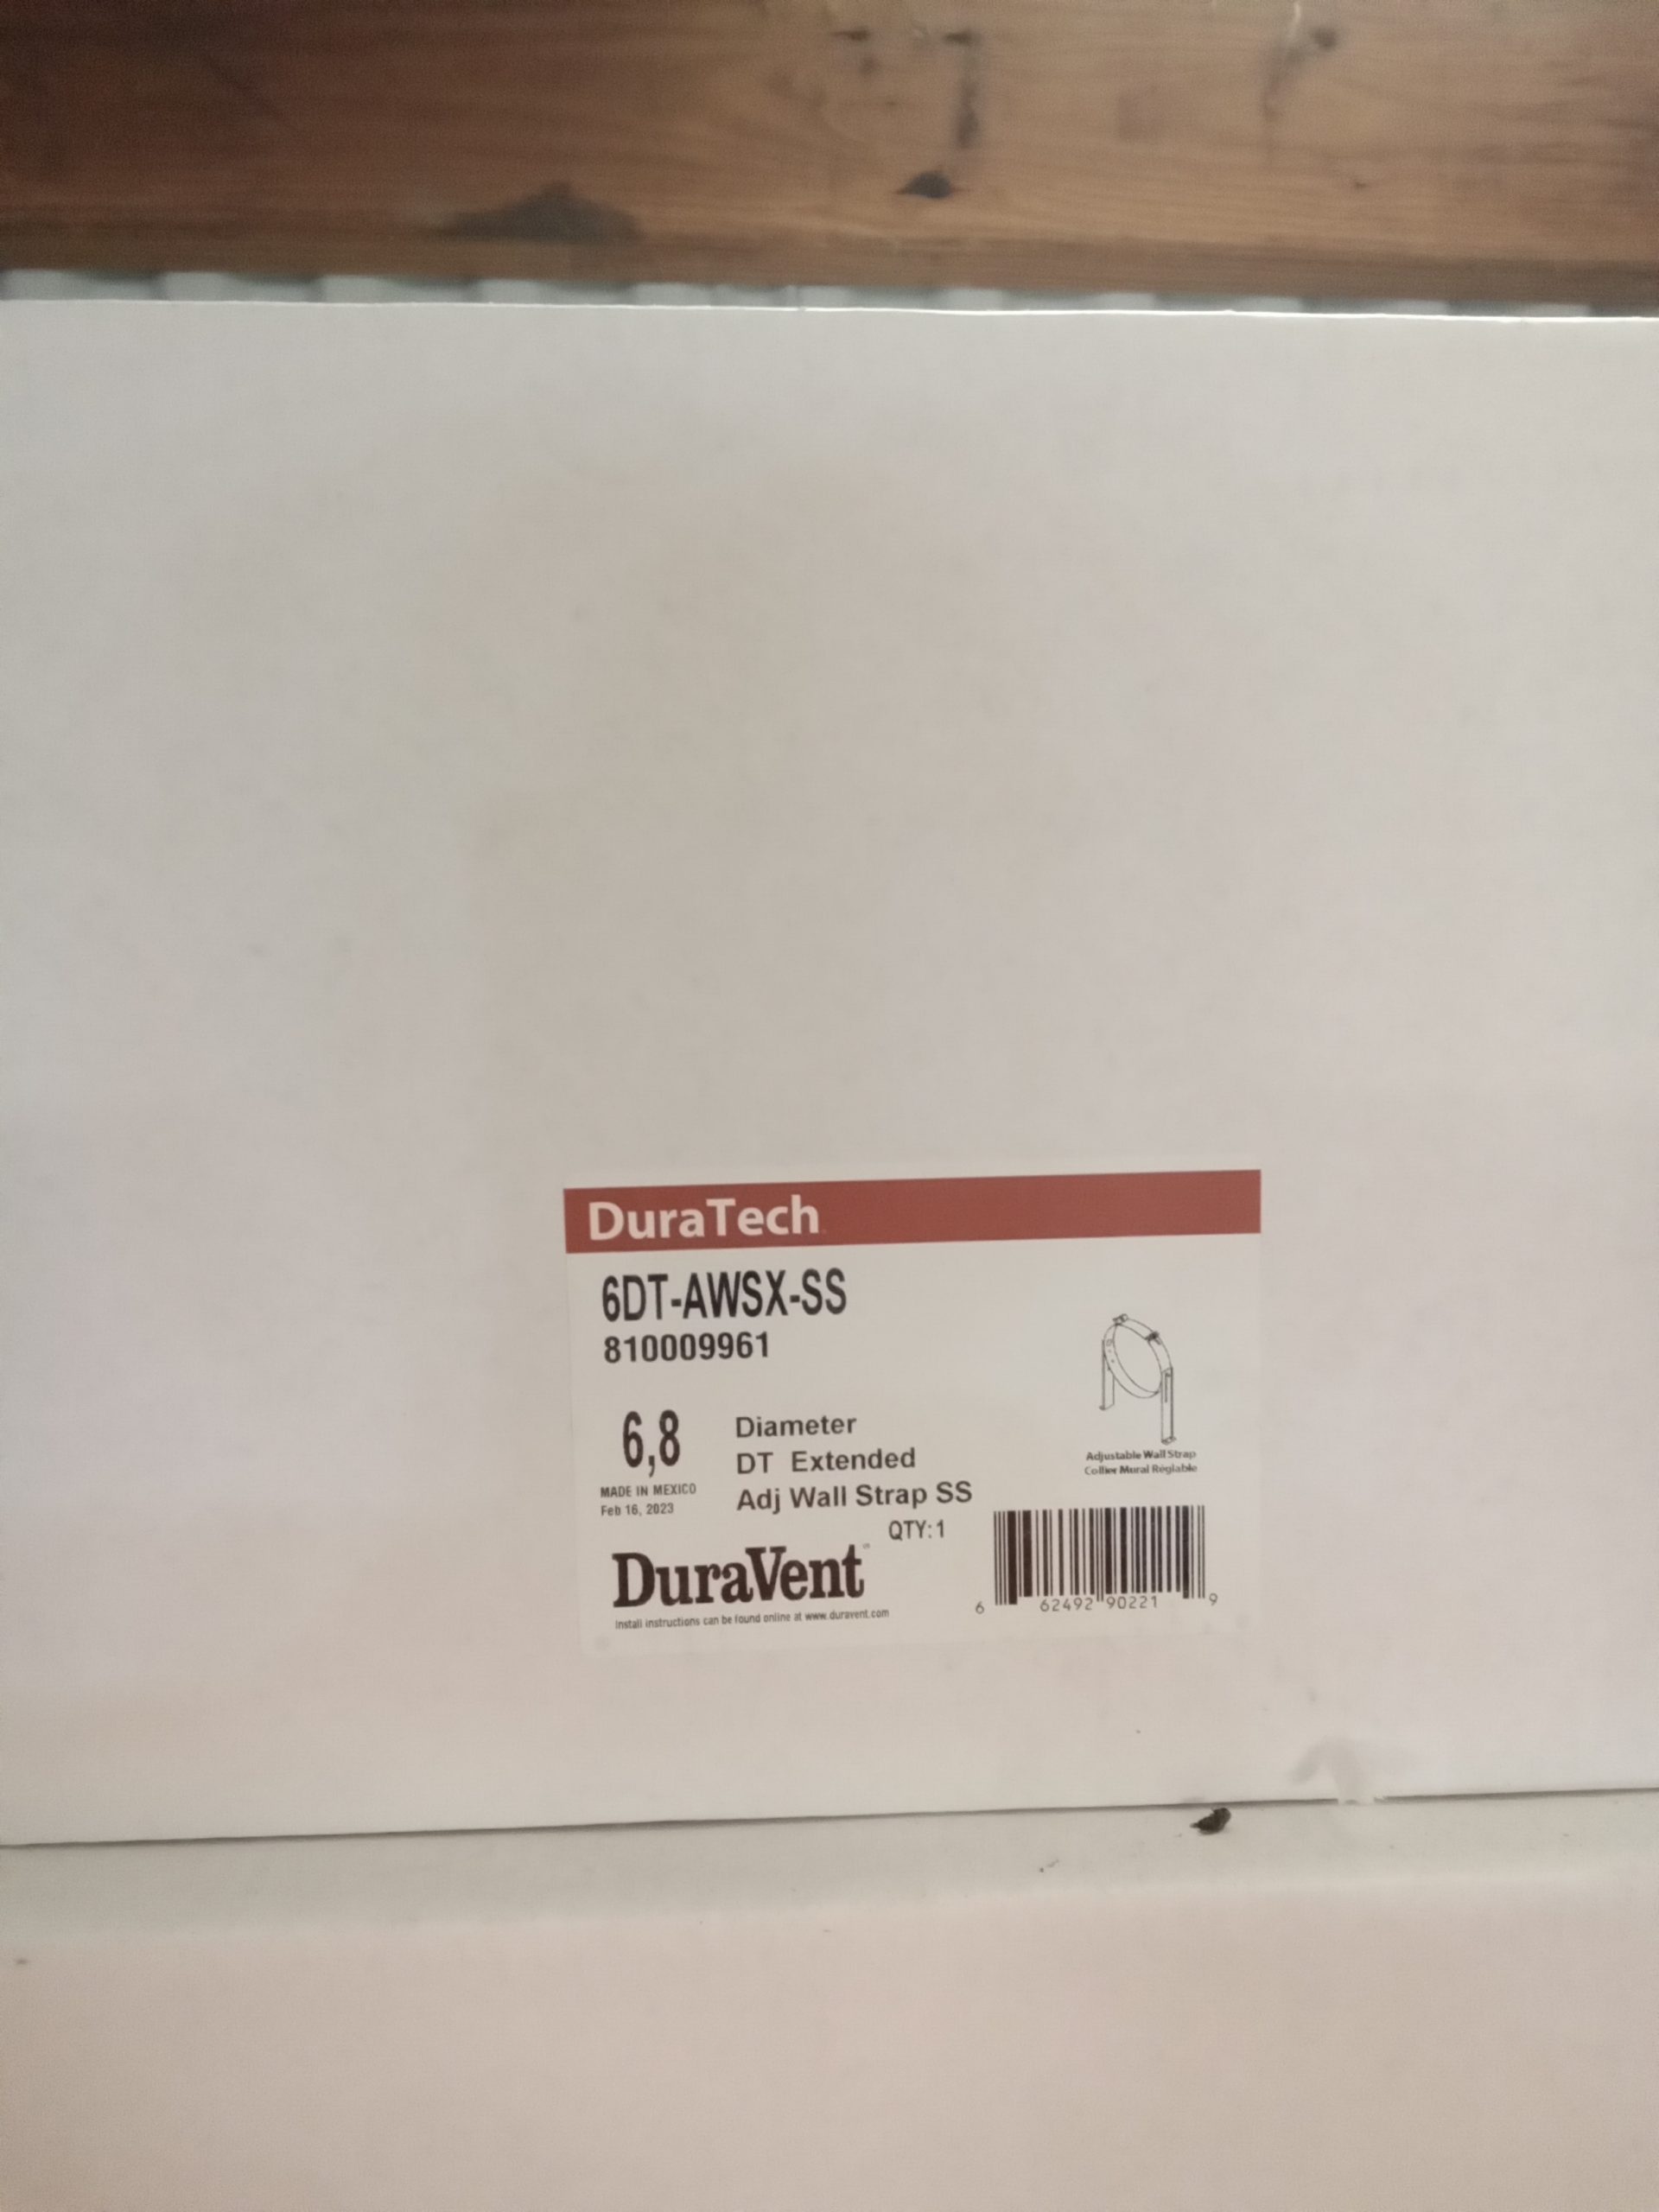 DuraTech
6DT-AWSX-SS
810009961
6,8
Diameter
DT Extended
Adj Wall Strap SS
MADE IN MEXICO
Feb 16, 2023
QTY:1
Adjustable Wall Strap
Collier Mural Réglable
DuraVent®
Install instructions can be found online at www.duravent.com
6 62492 90221 9